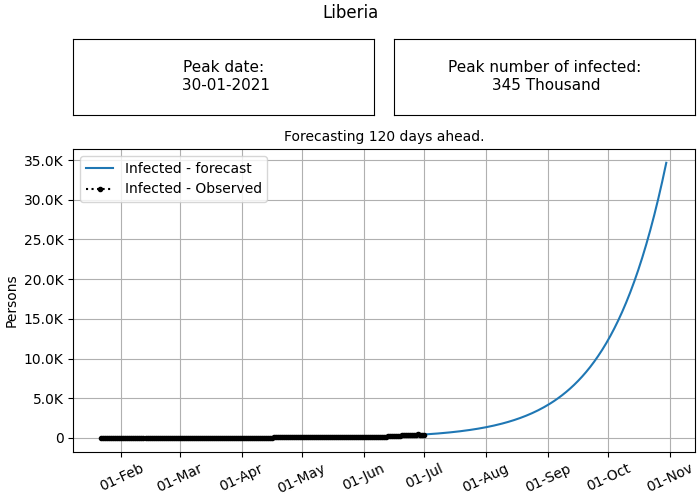 Liberia
Peak date:
30-01-2021
Peak number of infected:
345 Thousand
Forecasting 120 days ahead.
35.0K
30.0K
25.0K
20.0K
15.0K
10.0K
5.0K
0
Persons
Infected - forecast
Infected - Observed
01-Feb
01-Mar
01-Apr
01-May
01-Jun
01-Jul
01-Aug
01-Sep
01-Oct
01-Nov